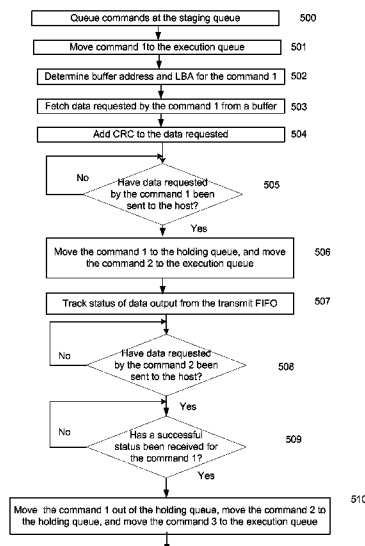 Queue commands at the staging queue
500
Move command 1to the execution queue
501
Determine buffer address and LBA for the command 1
502
Fetch data requested by the command 1 from a buffer
503
Add CRC to the data requested
504
No
Have data requested
by the command 1 been
sent to the host?
505
Yes
Move the command 1 to the holding queue, and move
the command 2 to the execution queue
506
Track status of data output from the transmit FIFO
507
No
Have data requested
by the command 2 been
sent to the host?
508
Yes
No
Has a successful
status been received for
the command 1?
509
Yes
Move the command 1 out of the holding queue, move the command 2 to
the holding queue, and move the command 3 to the execution queue
510